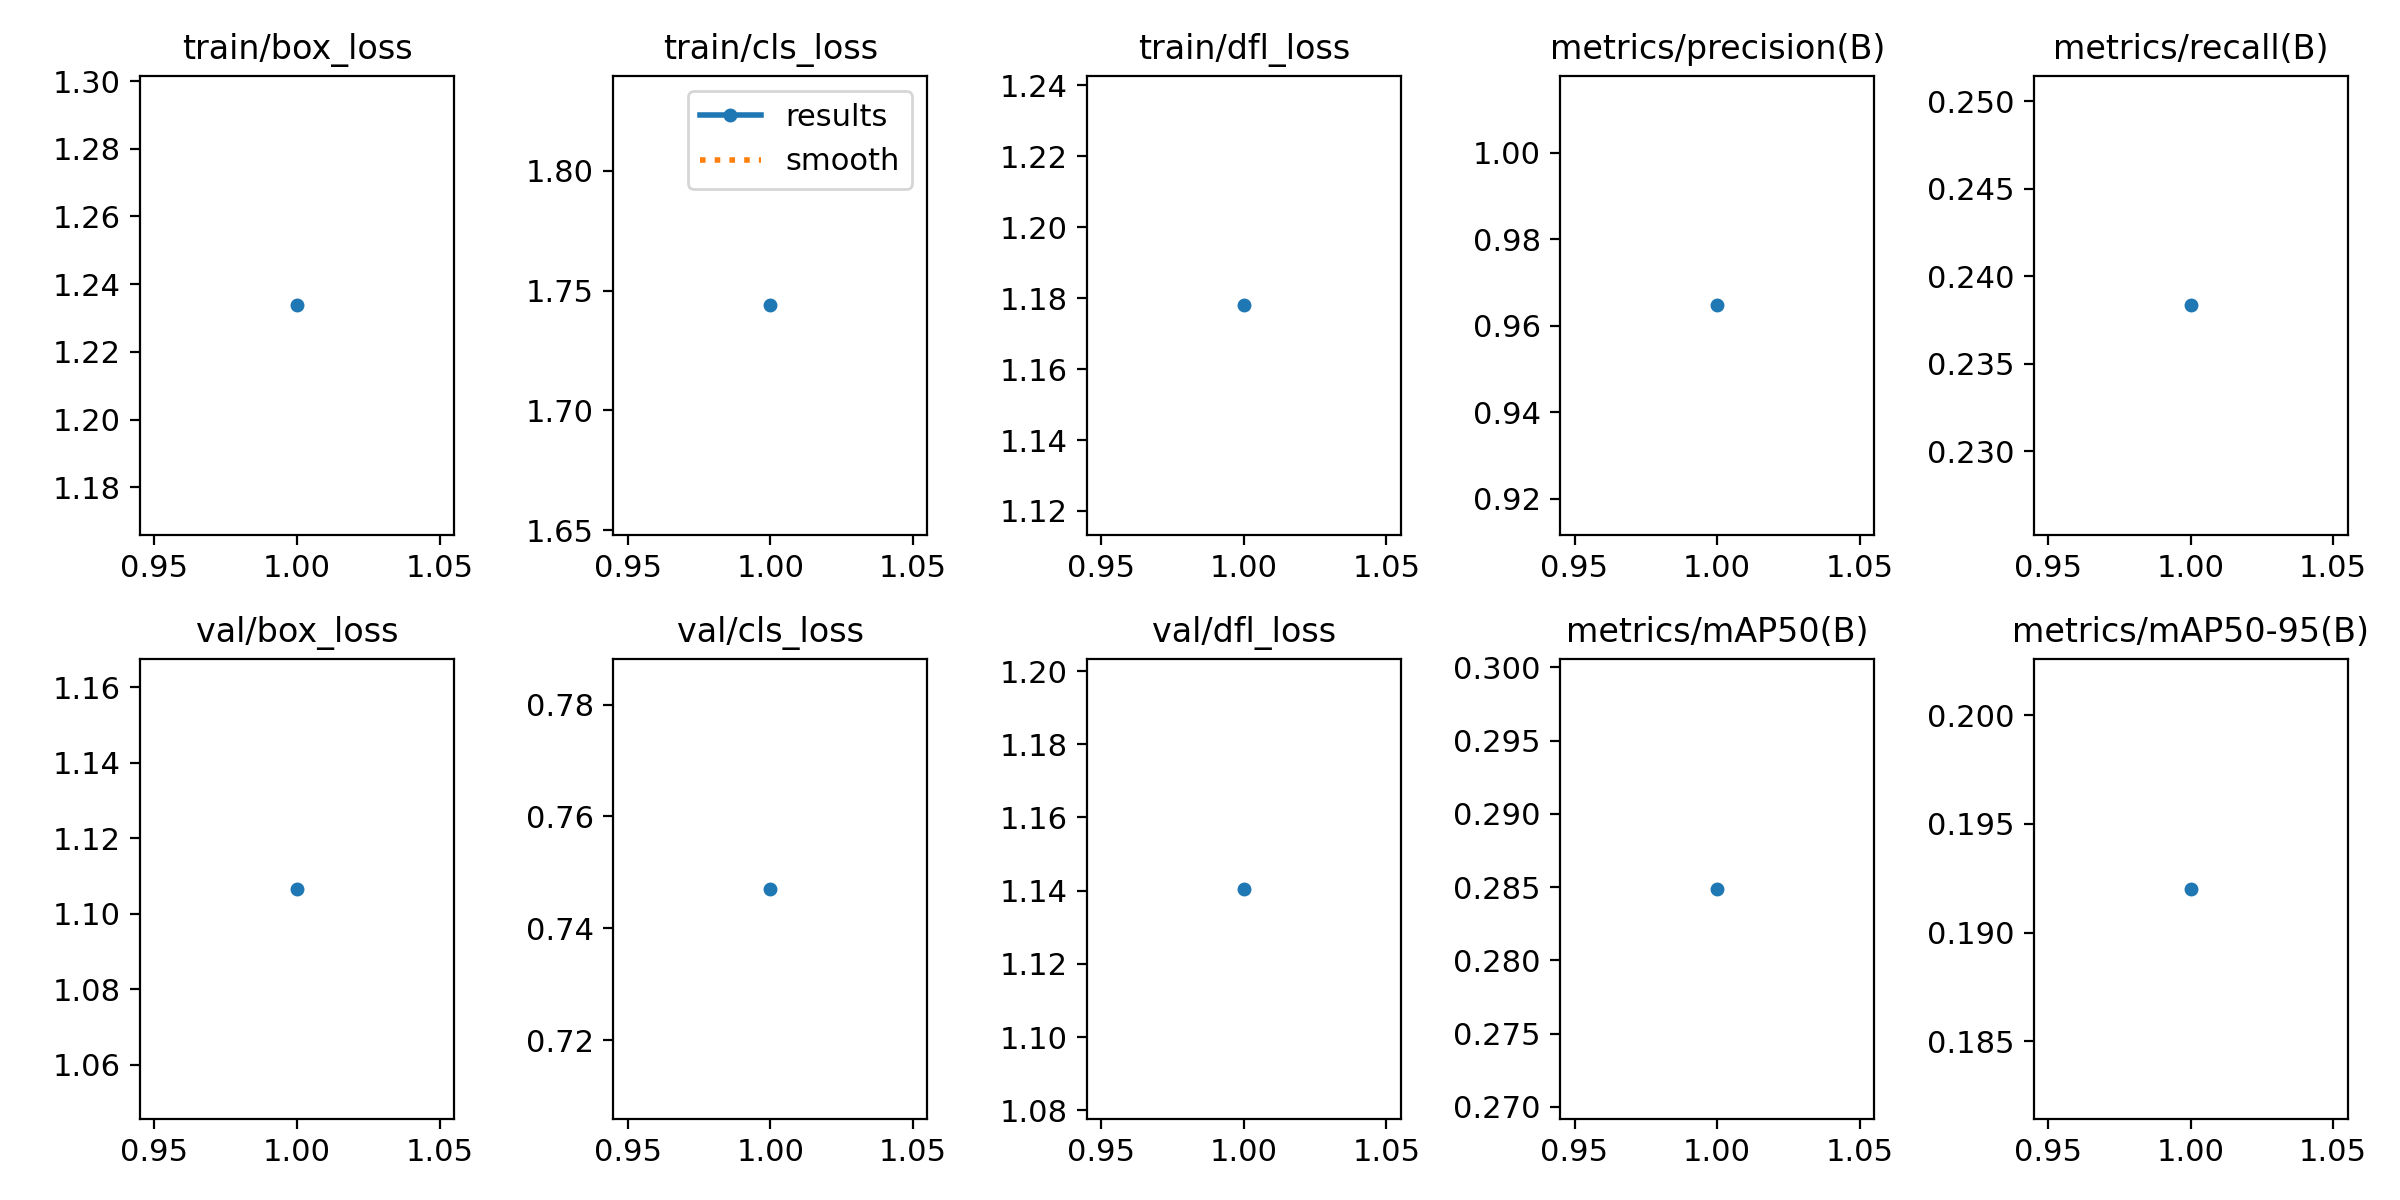 train/box_loss
train/cls_loss
train/dfl_loss
metrics/precision(B)
metrics/recall(B)
1.30
1.28
1.26
1.24
1.22
1.20
1.18
0.95 1.00 1.05
results
smooth
1.80
1.75
1.70
1.65
0.95 1.00 1.05
1.24
1.22
1.20
1.18
1.16
1.14
1.12
0.95 1.00 1.05
1.00
0.98
0.96
0.94
0.92
0.95 1.00 1.05
0.250
0.245
0.240
0.235
0.230
0.95 1.00 1.05
val/box_loss
val/cls_loss
val/dfl_loss
metrics/mAP50(B)
metrics/mAP50-95(B)
1.16
1.14
1.12
1.10
1.08
1.06
0.95 1.00 1.05
0.78
0.76
0.74
0.72
0.95 1.00 1.05
1.20
1.18
1.16
1.14
1.12
1.10
1.08
0.95 1.00 1.05
0.300
0.295
0.290
0.285
0.280
0.275
0.270
0.95 1.00 1.05
0.200
0.195
0.190
0.185
0.95 1.00 1.05